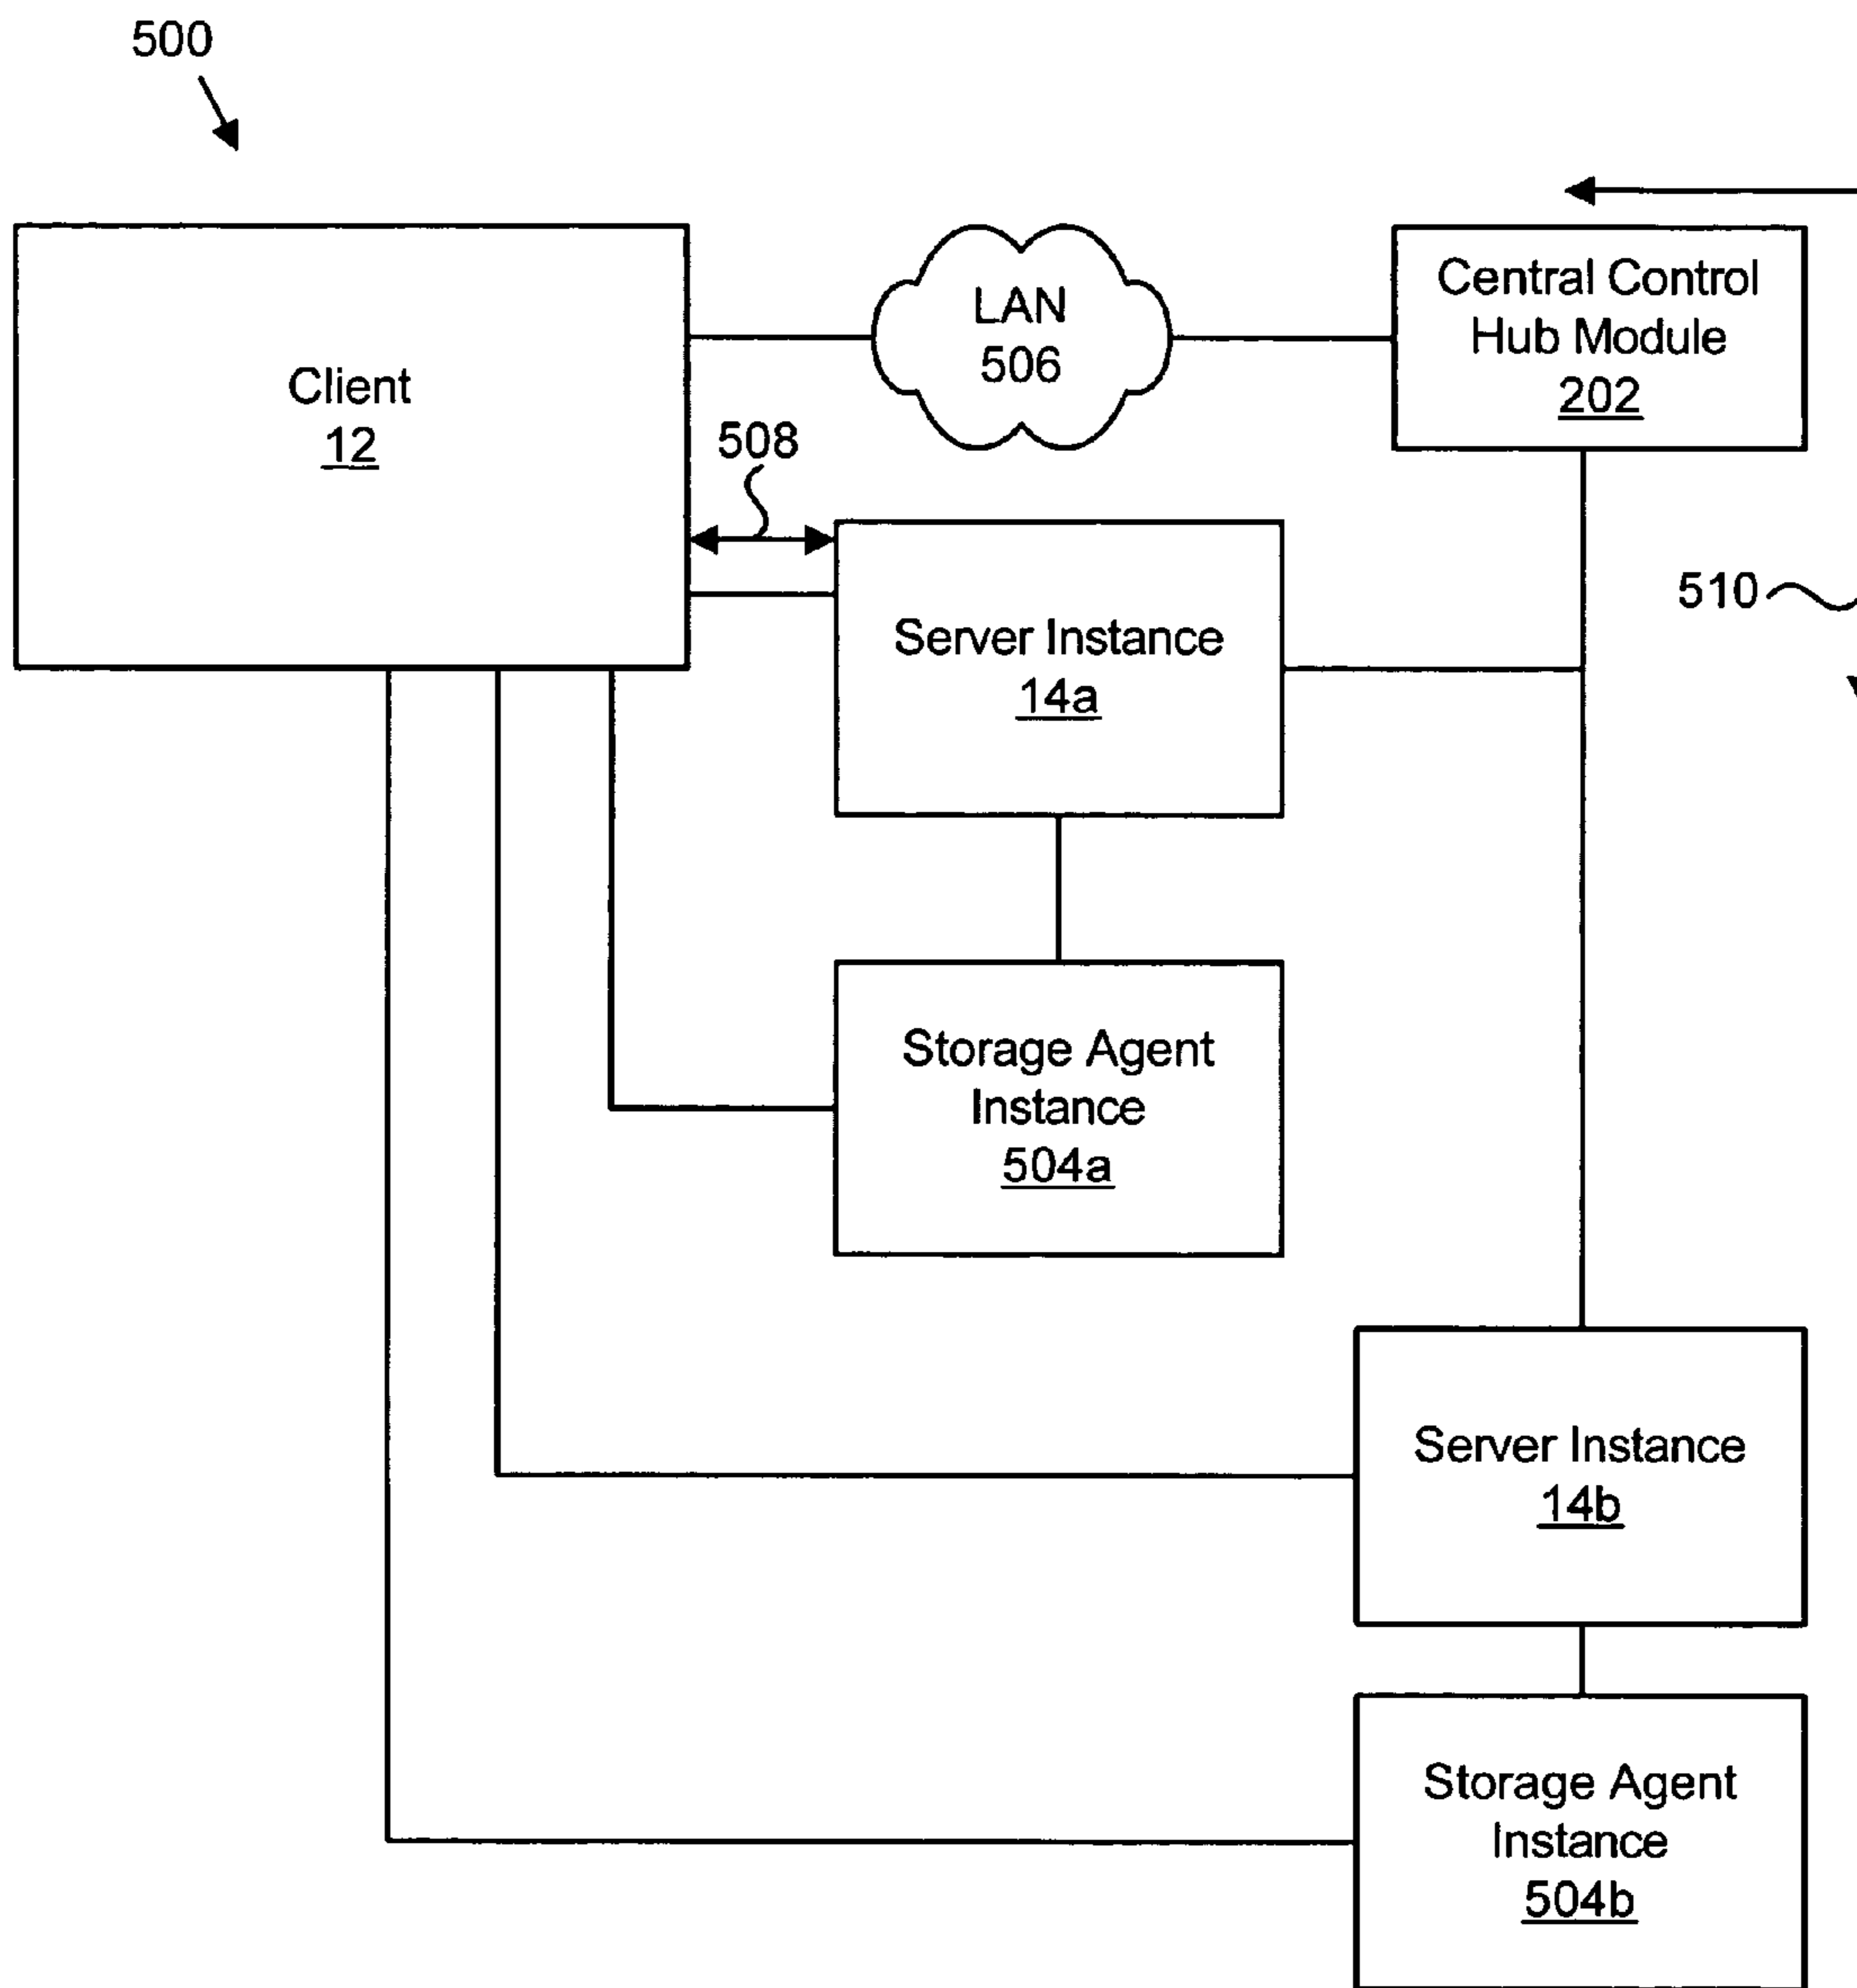 500
Client
12
LAN
506
Central Control
Hub Module
202
508
Server Instance
14a
510
Storage Agent
Instance
504a
Server Instance
14b
Storage Agent
Instance
504b